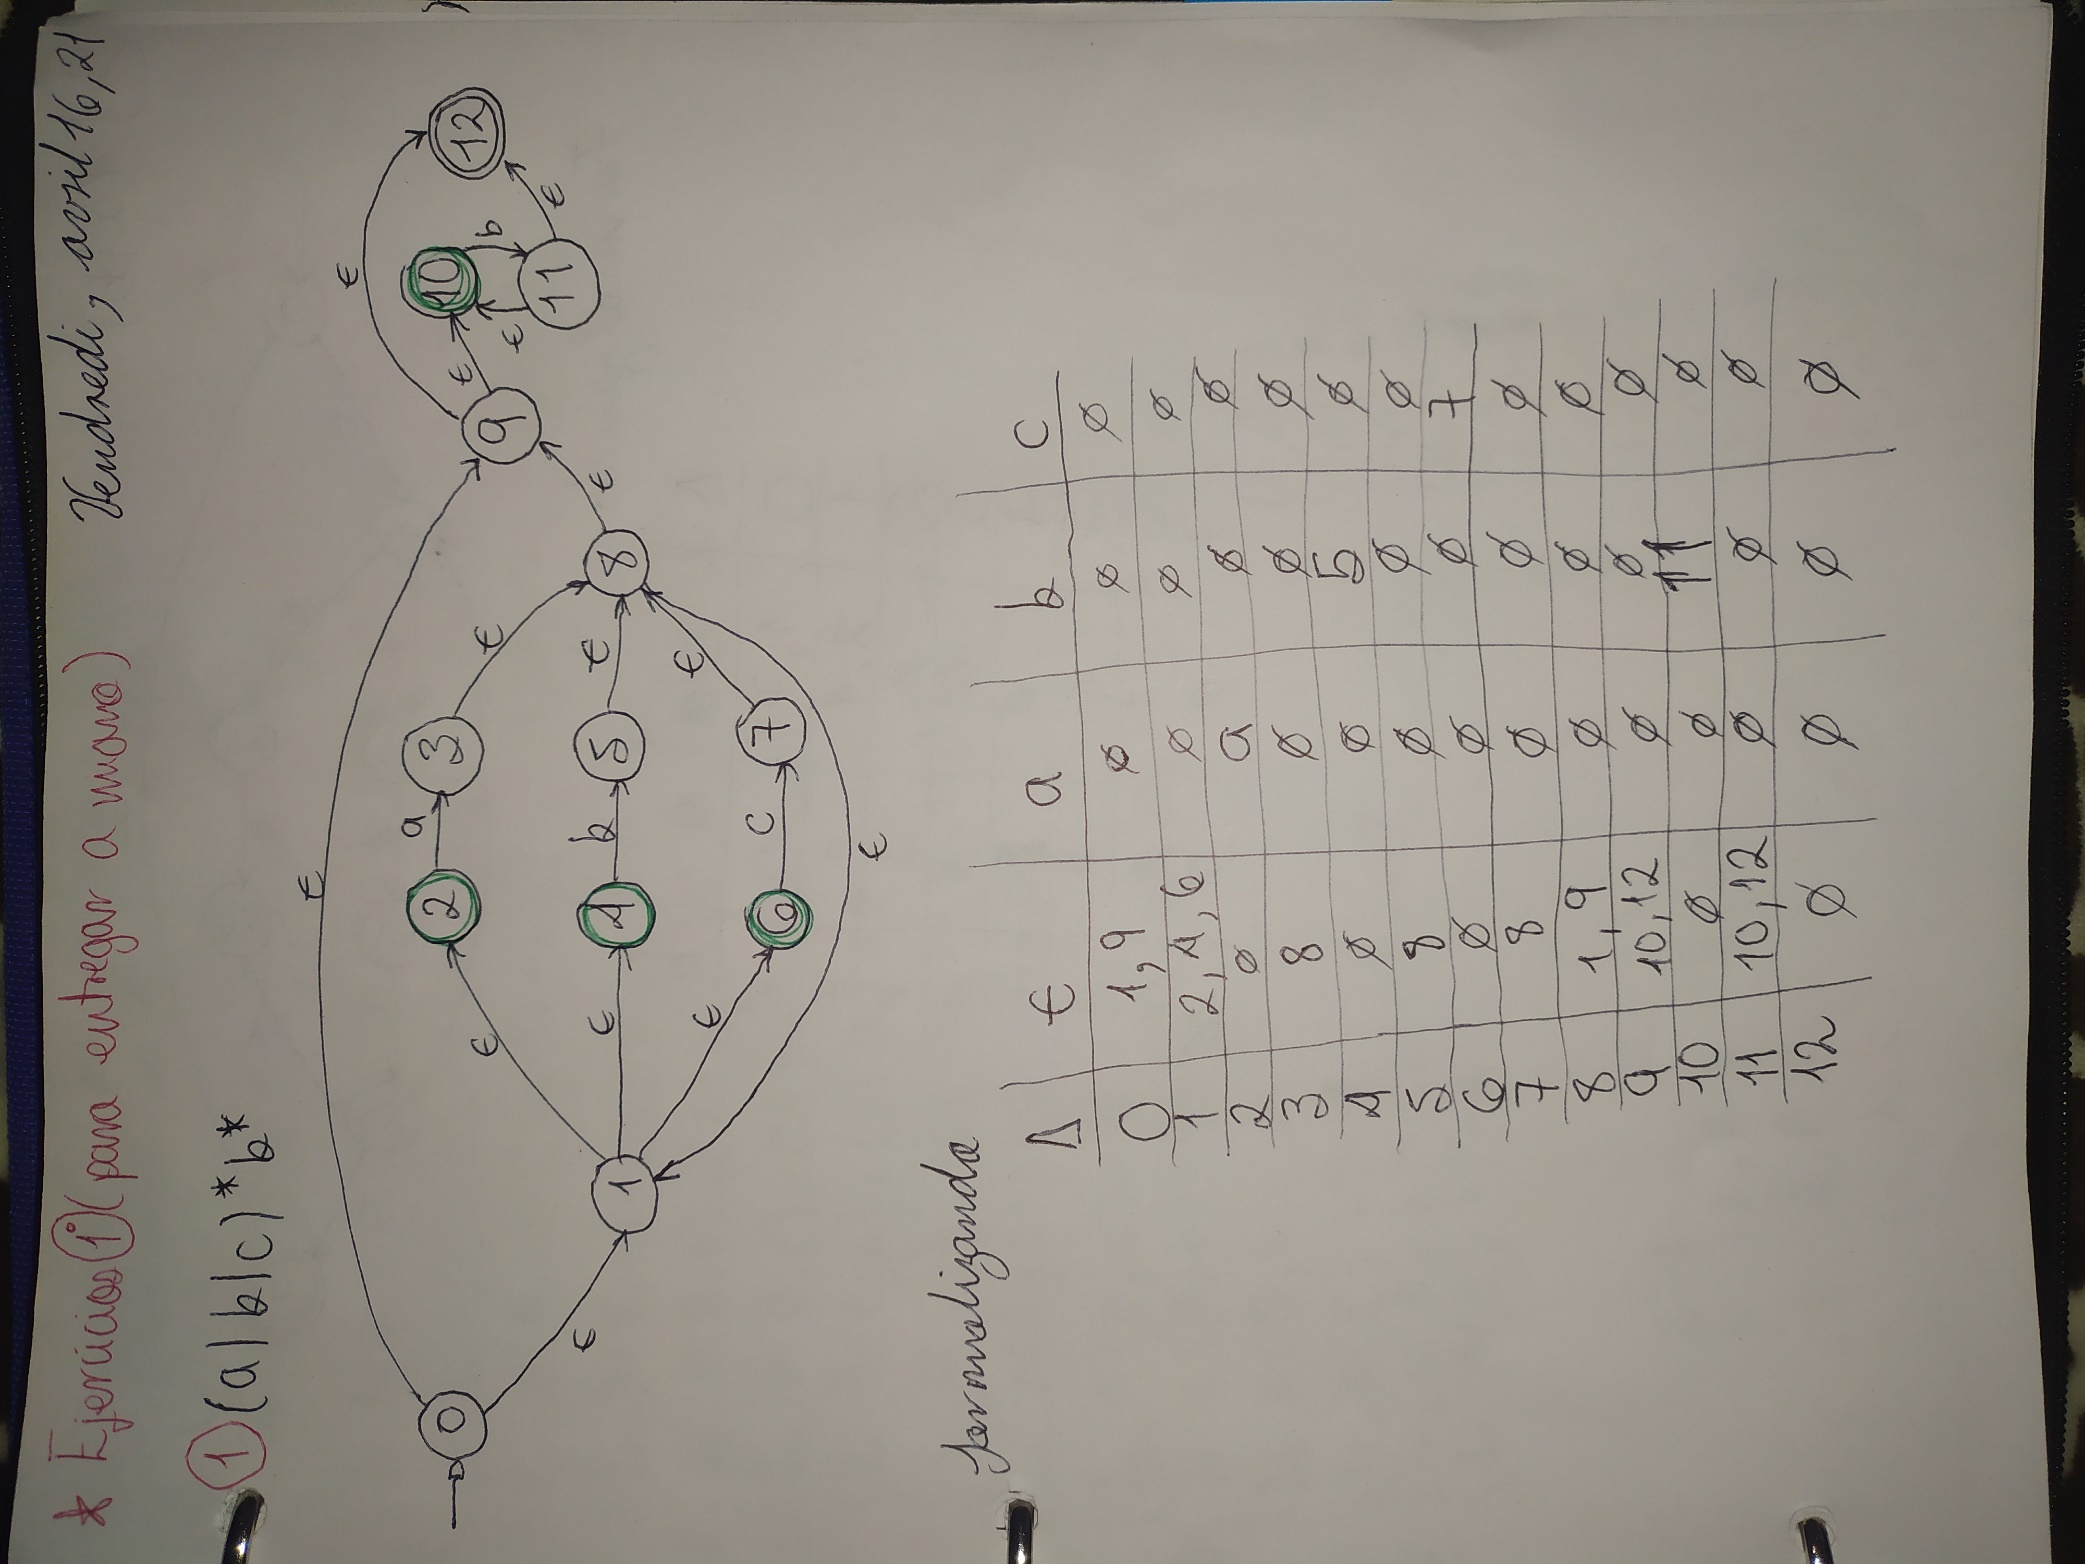 * Ejercicios 1 (para entregar a mano) Vendredi, avril 16, 21
1 (a|b|c)*b*
ϵ
ϵ
ϵ a ϵ ϵ ϵ b ϵ
0 1 2 3 8 9 10 11 12
ϵ ϵ b ϵ ϵ ϵ
4 5
ϵ c ϵ
6 7
ϵ
Formalizando
Δ ϵ a b c
0 1,9 ∅ ∅ ∅
1 2,4,6 ∅ ∅ ∅
2 ∅ a ∅ ∅
3 8 ∅ ∅ ∅
4 ∅ ∅ 5 ∅
5 8 ∅ ∅ ∅
6 ∅ ∅ ∅ 7
7 8 ∅ ∅ ∅
8 1,9 ∅ ∅ ∅
9 10,12 ∅ ∅ ∅
10 ∅ ∅ 11 ∅
11 10,12 ∅ ∅ ∅
12 ∅ ∅ ∅ ∅